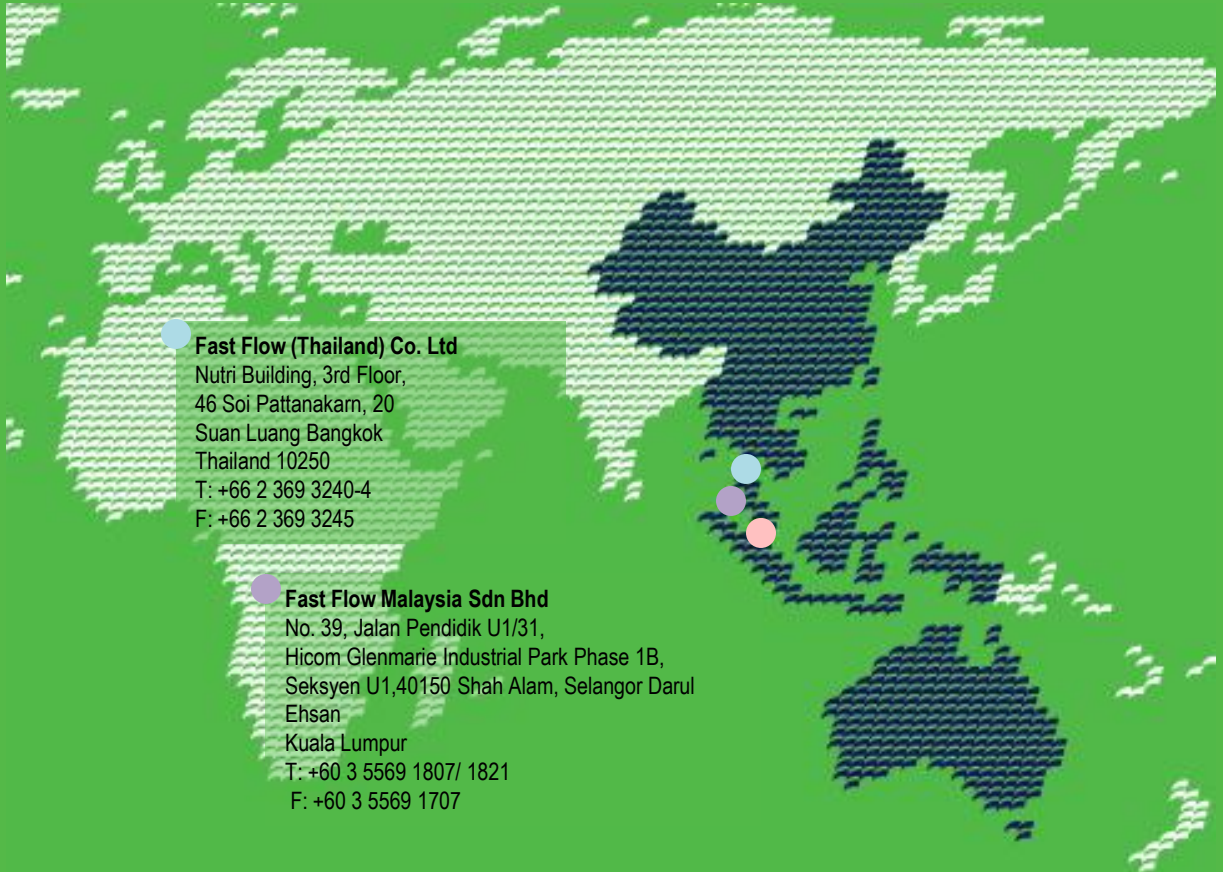 Fast Flow (Thailand) Co. Ltd
Nutri Building, 3rd Floor,
46 Soi Pattanakarn, 20
Suan Luang Bangkok
Thailand 10250
T: +66 2 369 3240-4
F: +66 2 369 3245
Fast Flow Malaysia Sdn Bhd
No. 39, Jalan Pendidik U1/31,
Hicom Glenmarie Industrial Park Phase 1B,
Seksyen U1,40150 Shah Alam, Selangor Darul
Ehsan
Kuala Lumpur
T: +60 3 5569 1807/ 1821
F: +60 3 5569 1707